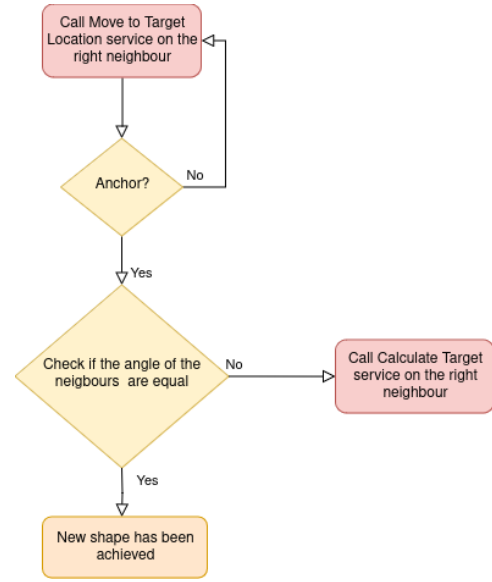 Call Move to Target
Location service on the
right neighbour
Anchor?
No
Yes
Check if the angle of the
neigbours are equal
No
Call Calculate Target
service on the right
neighbour
Yes
New shape has been
achieved